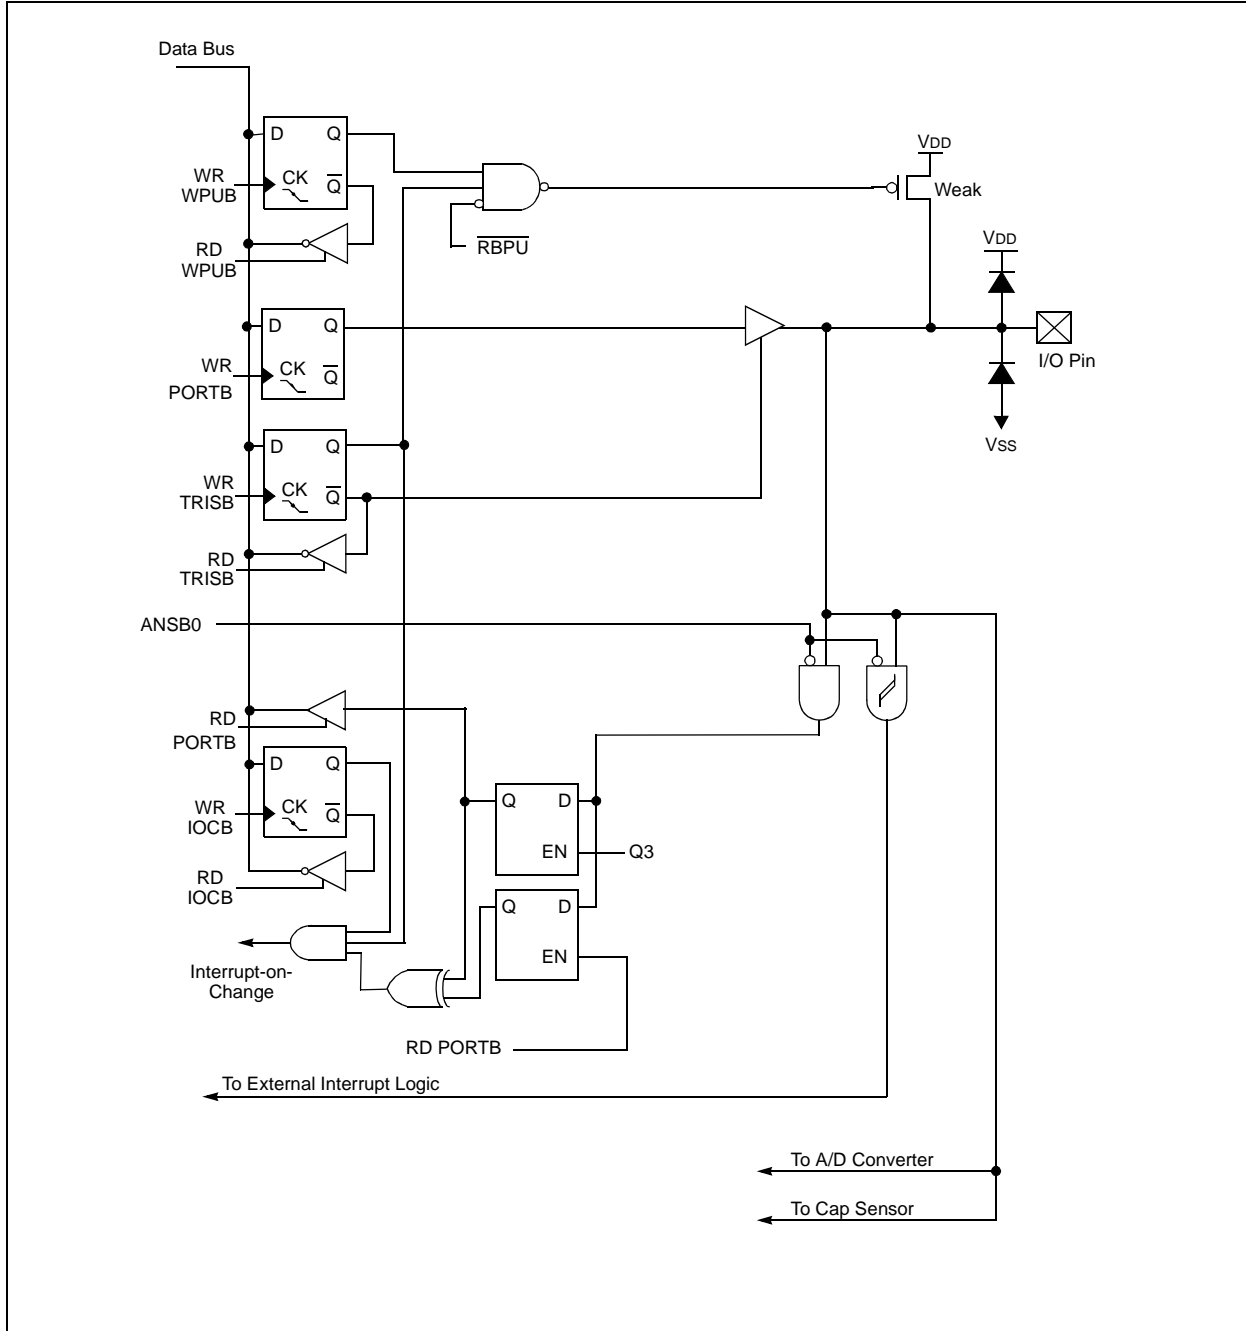 Data Bus
D Q
WR
WPUB
CK
Q̅
RD
WPUB
R̅B̅P̅U̅
VDD
Weak
VDD
I/O Pin
VSS
D Q
WR
PORTB
CK
Q̅
D Q
WR
TRISB
CK
Q̅
RD
TRISB
ANSB0
RD
PORTB
D Q
WR
IOCB
CK
Q̅
RD
IOCB
Q D
EN
Q3
Q D
EN
Interrupt-on-
Change
RD PORTB
To External Interrupt Logic
To A/D Converter
To Cap Sensor